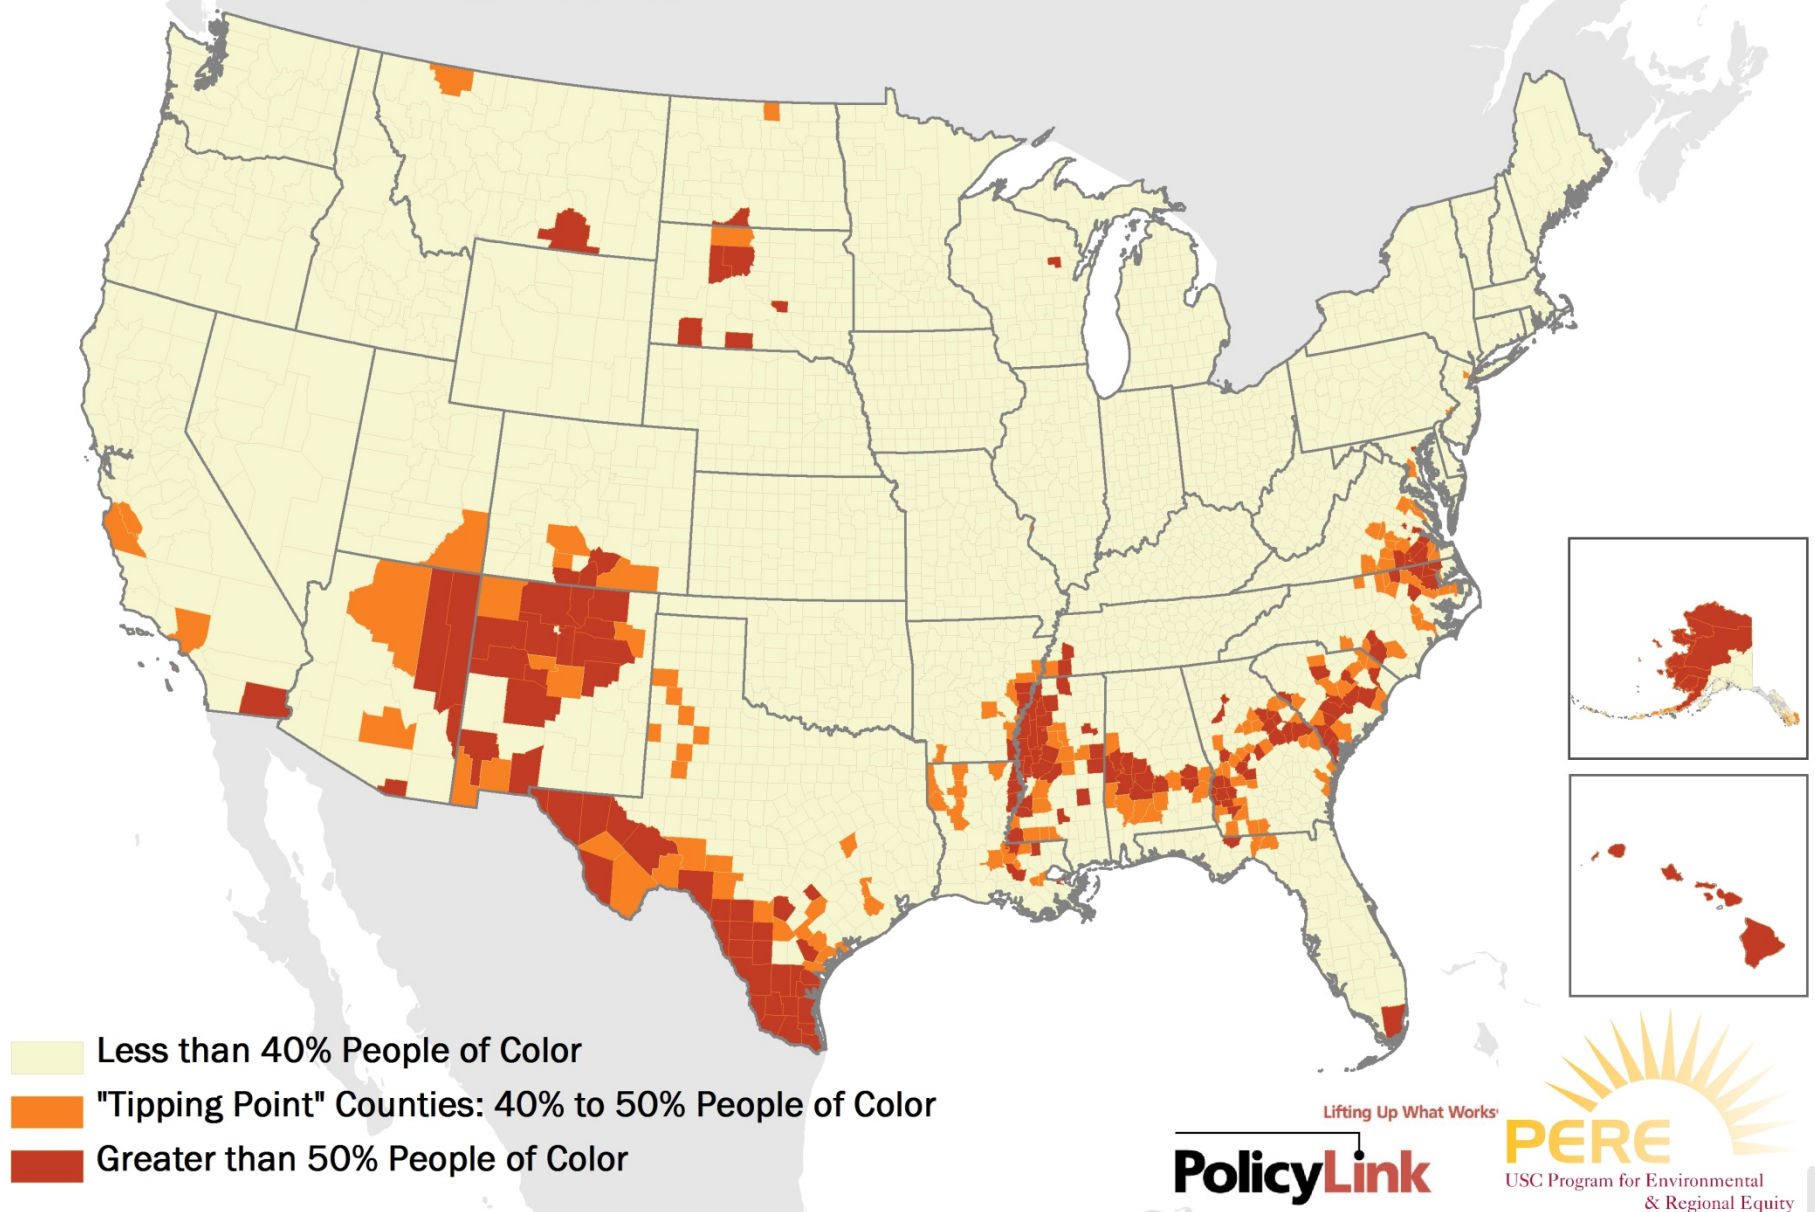 Less than 40% People of Color
"Tipping Point" Counties: 40% to 50% People of Color
Greater than 50% People of Color
Lifting Up What Works
PolicyLink
PERE
USC Program for Environmental
& Regional Equity